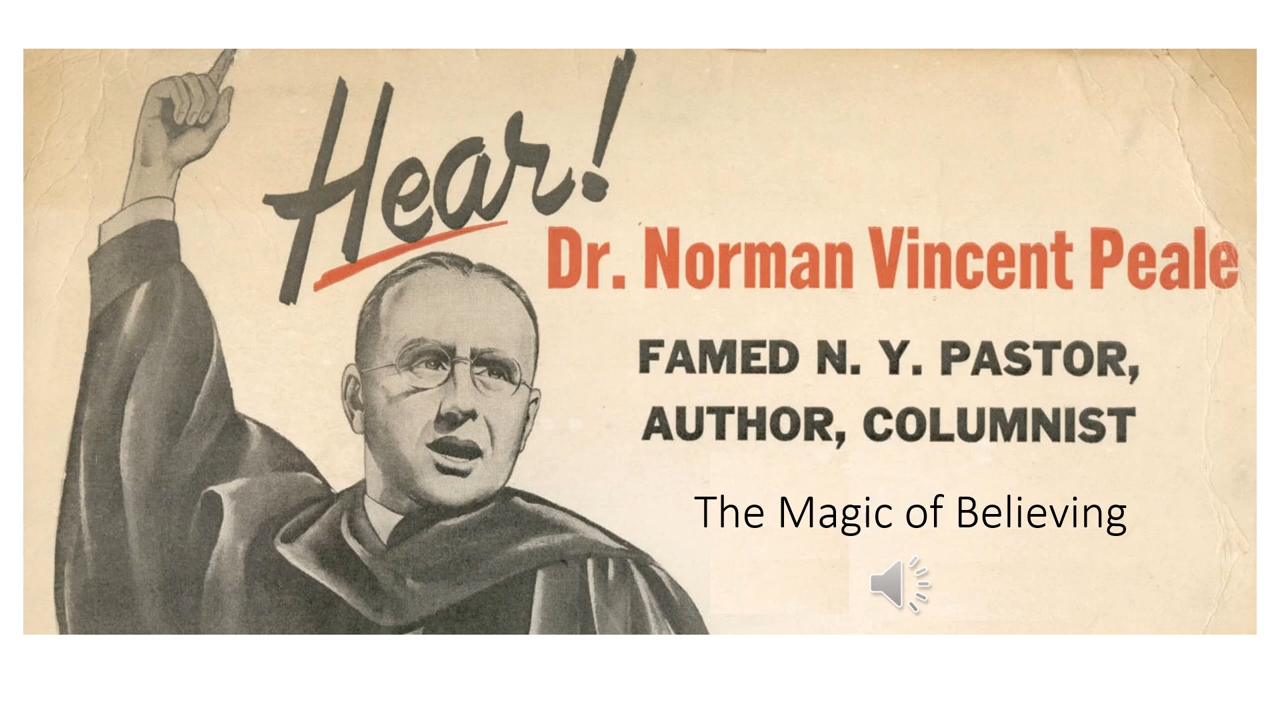 Hear!
Dr. Norman Vincent Peale
FAMED N. Y. PASTOR,
AUTHOR, COLUMNIST
The Magic of Believing